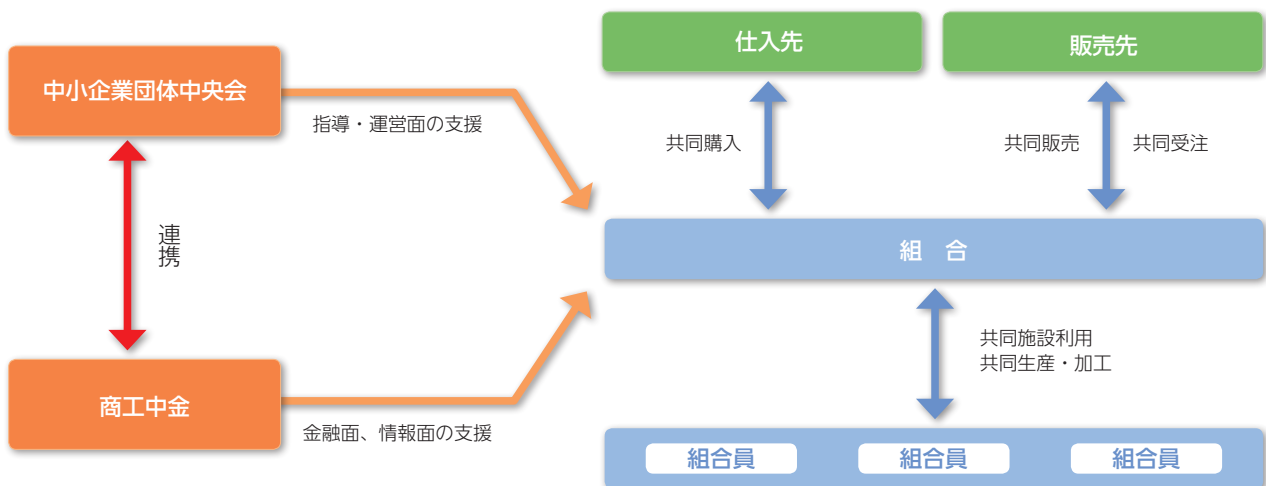 中小企業団体中央会
指導・運営面の支援
連携
商工中金
金融面、情報面の支援
仕入先
販売先
共同購入
共同販売
共同受注
組　合
共同施設利用
共同生産・加工
組合員
組合員
組合員